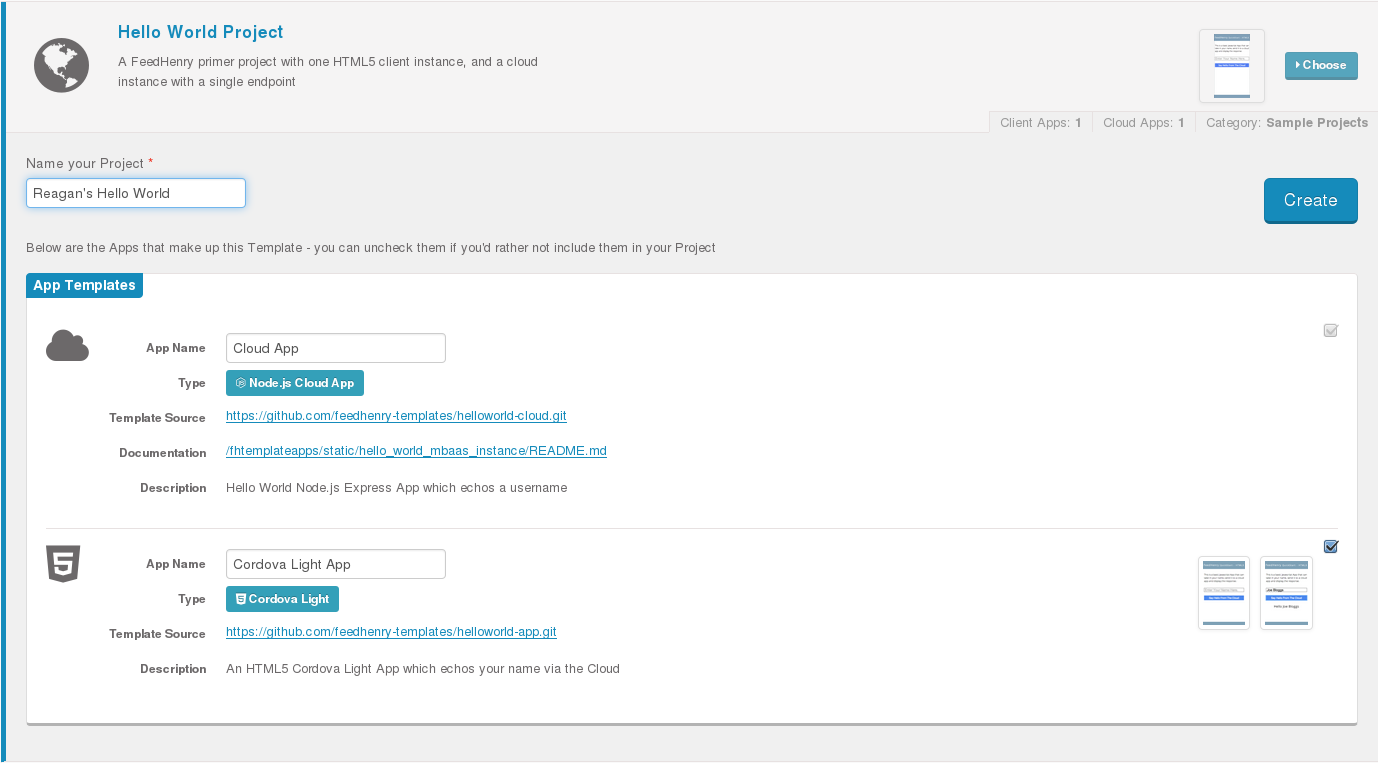 Hello World Project
A FeedHenry primer project with one HTML5 client instance, and a cloud
instance with a single endpoint
Choose
Client Apps: 1 Cloud Apps: 1 Category: Sample Projects
Name your Project *
Reagan's Hello World
Create
Below are the Apps that make up this Template - you can uncheck them if you'd rather not include them in your Project
App Templates
App Name Cloud App
Type Node.js Cloud App
Template Source https://github.com/feedhenry-templates/helloworld-cloud.git
Documentation /fhtemplateapps/static/hello_world_mbaas_instance/README.md
Description Hello World Node.js Express App which echos a username
App Name Cordova Light App
Type Cordova Light
Template Source https://github.com/feedhenry-templates/helloworld-app.git
Description An HTML5 Cordova Light App which echos your name via the Cloud